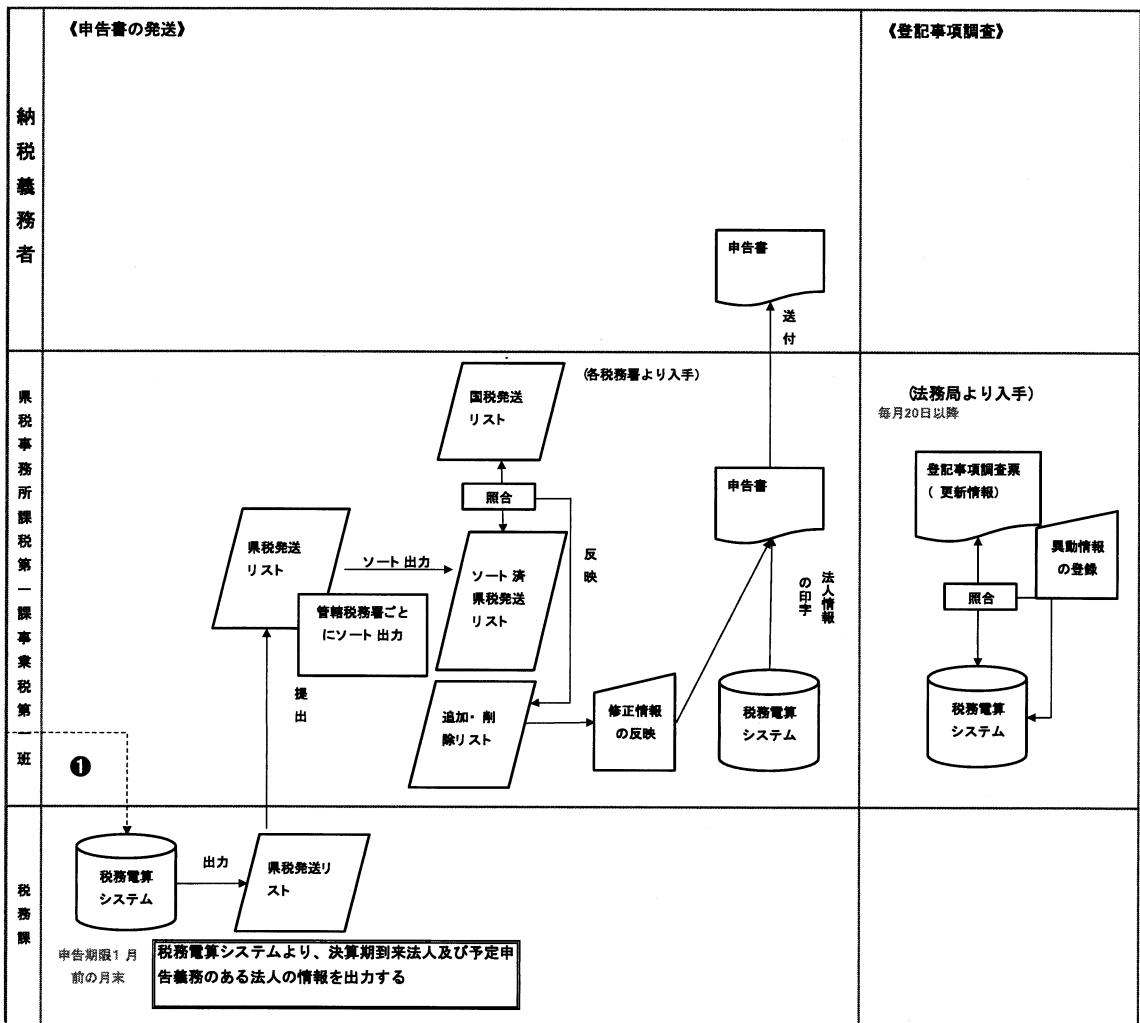 《申告書の発送》
《登記事項調査》
納税義務者
申告書
送付
県税事務所課税第一課事業税第一班
国税発送
リスト
(各税務署より入手)
照合
県税発送
リスト
ソート出力
管轄税務署ごと
にソート出力
ソート済
県税発送
リスト
反映
提出
追加・削
除リスト
修正情報
の反映
申告書
法人情報
の印字
税務電算
システム
(法務局より入手)
毎月20日以降
登記事項調査票
(更新情報)
異動情報
の登録
照合
税務電算
システム
❶
税務課
税務電算
システム
出力
県税発送リ
スト
申告期限1月
前の月末
税務電算システムより、決算期到来法人及び予定申
告義務のある法人の情報を出力する